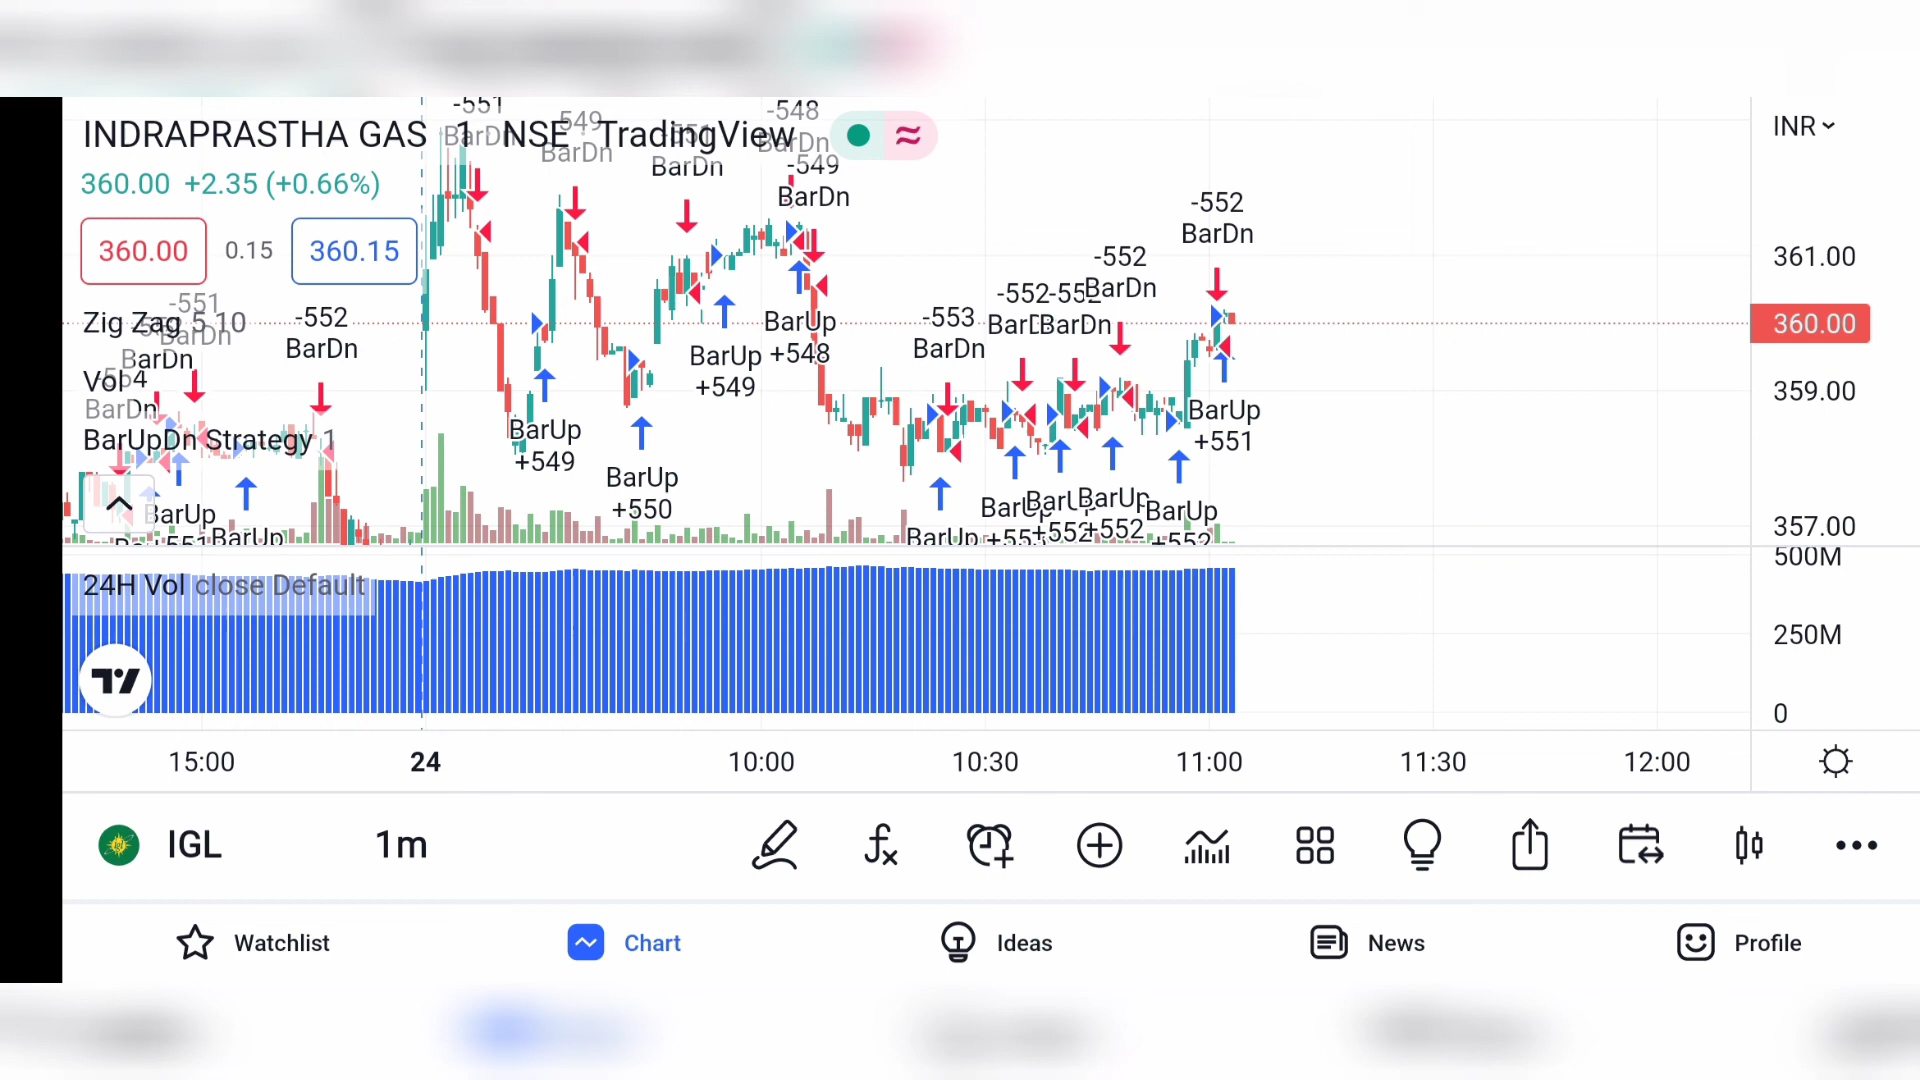 INDRAPRASTHA GAS · 1 · NSE · TradingView
INR
360.00 +2.35 (+0.66%)
360.00 0.15 360.15
Zig Zag 5 10
Vol 4
BarUpDn Strategy 1
-551
BarDn
-549
BarDn
-551
BarDn
-548
BarDn
-549
BarDn
-551
BarDn
BarDn
BarDn
-552
BarDn
-553
BarDn
-552
-552
BarDn
BarDn
-552
BarDn
-552
BarDn
BarUp
+549
BarUp
+550
BarUp
+549
BarUp
+548
BarUp
+551
BarUp
BarUp
BarUp
BarUp
BarUp
BarUp
+552
+552
BarUp
+552
361.00
360.00
359.00
357.00
24H Vol close Default
500M
250M
0
15:00 24 10:00 10:30 11:00 11:30 12:00
IGL 1m
Watchlist Chart Ideas News Profile